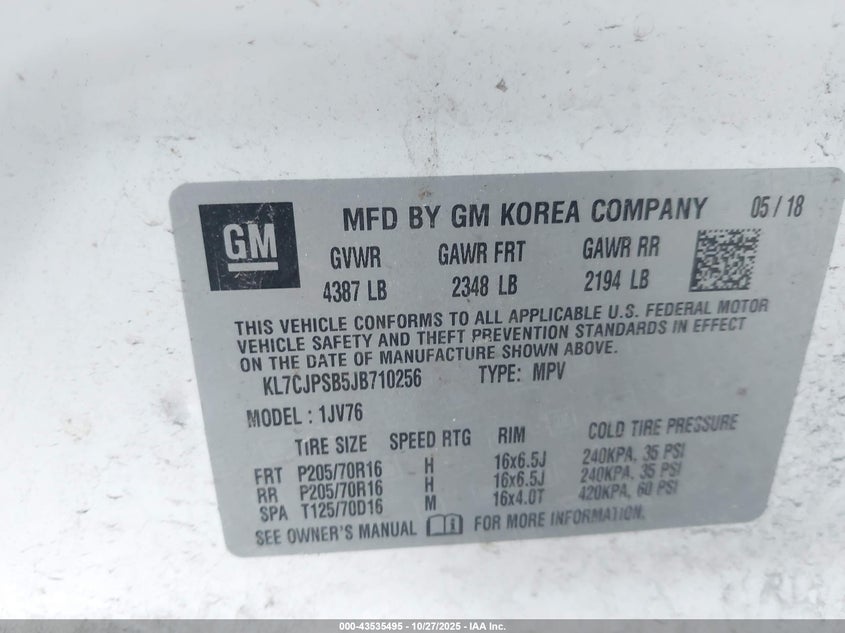 GM
MFD BY GM KOREA COMPANY 05 / 18
GVWR GAWR FRT GAWR RR
4387 LB 2348 LB 2194 LB
THIS VEHICLE CONFORMS TO ALL APPLICABLE U.S. FEDERAL MOTOR
VEHICLE SAFETY AND THEFT PREVENTION STANDARDS IN EFFECT
ON THE DATE OF MANUFACTURE SHOWN ABOVE.
KL7CJPSB5JB710256 TYPE: MPV
MODEL : 1JV76
TIRE SIZE SPEED RTG RIM COLD TIRE PRESSURE
FRT P205/70R16 H 16x6.5J 240KPA, 35 PSI
RR P205/70R16 H 16x6.5J 240KPA, 35 PSI
SPA T125/70D16 M 16x4.0T 420KPA, 60 PSI
SEE OWNER'S MANUAL FOR MORE INFORMATION.
000-43535495 - 10/27/2025 - IAA Inc.